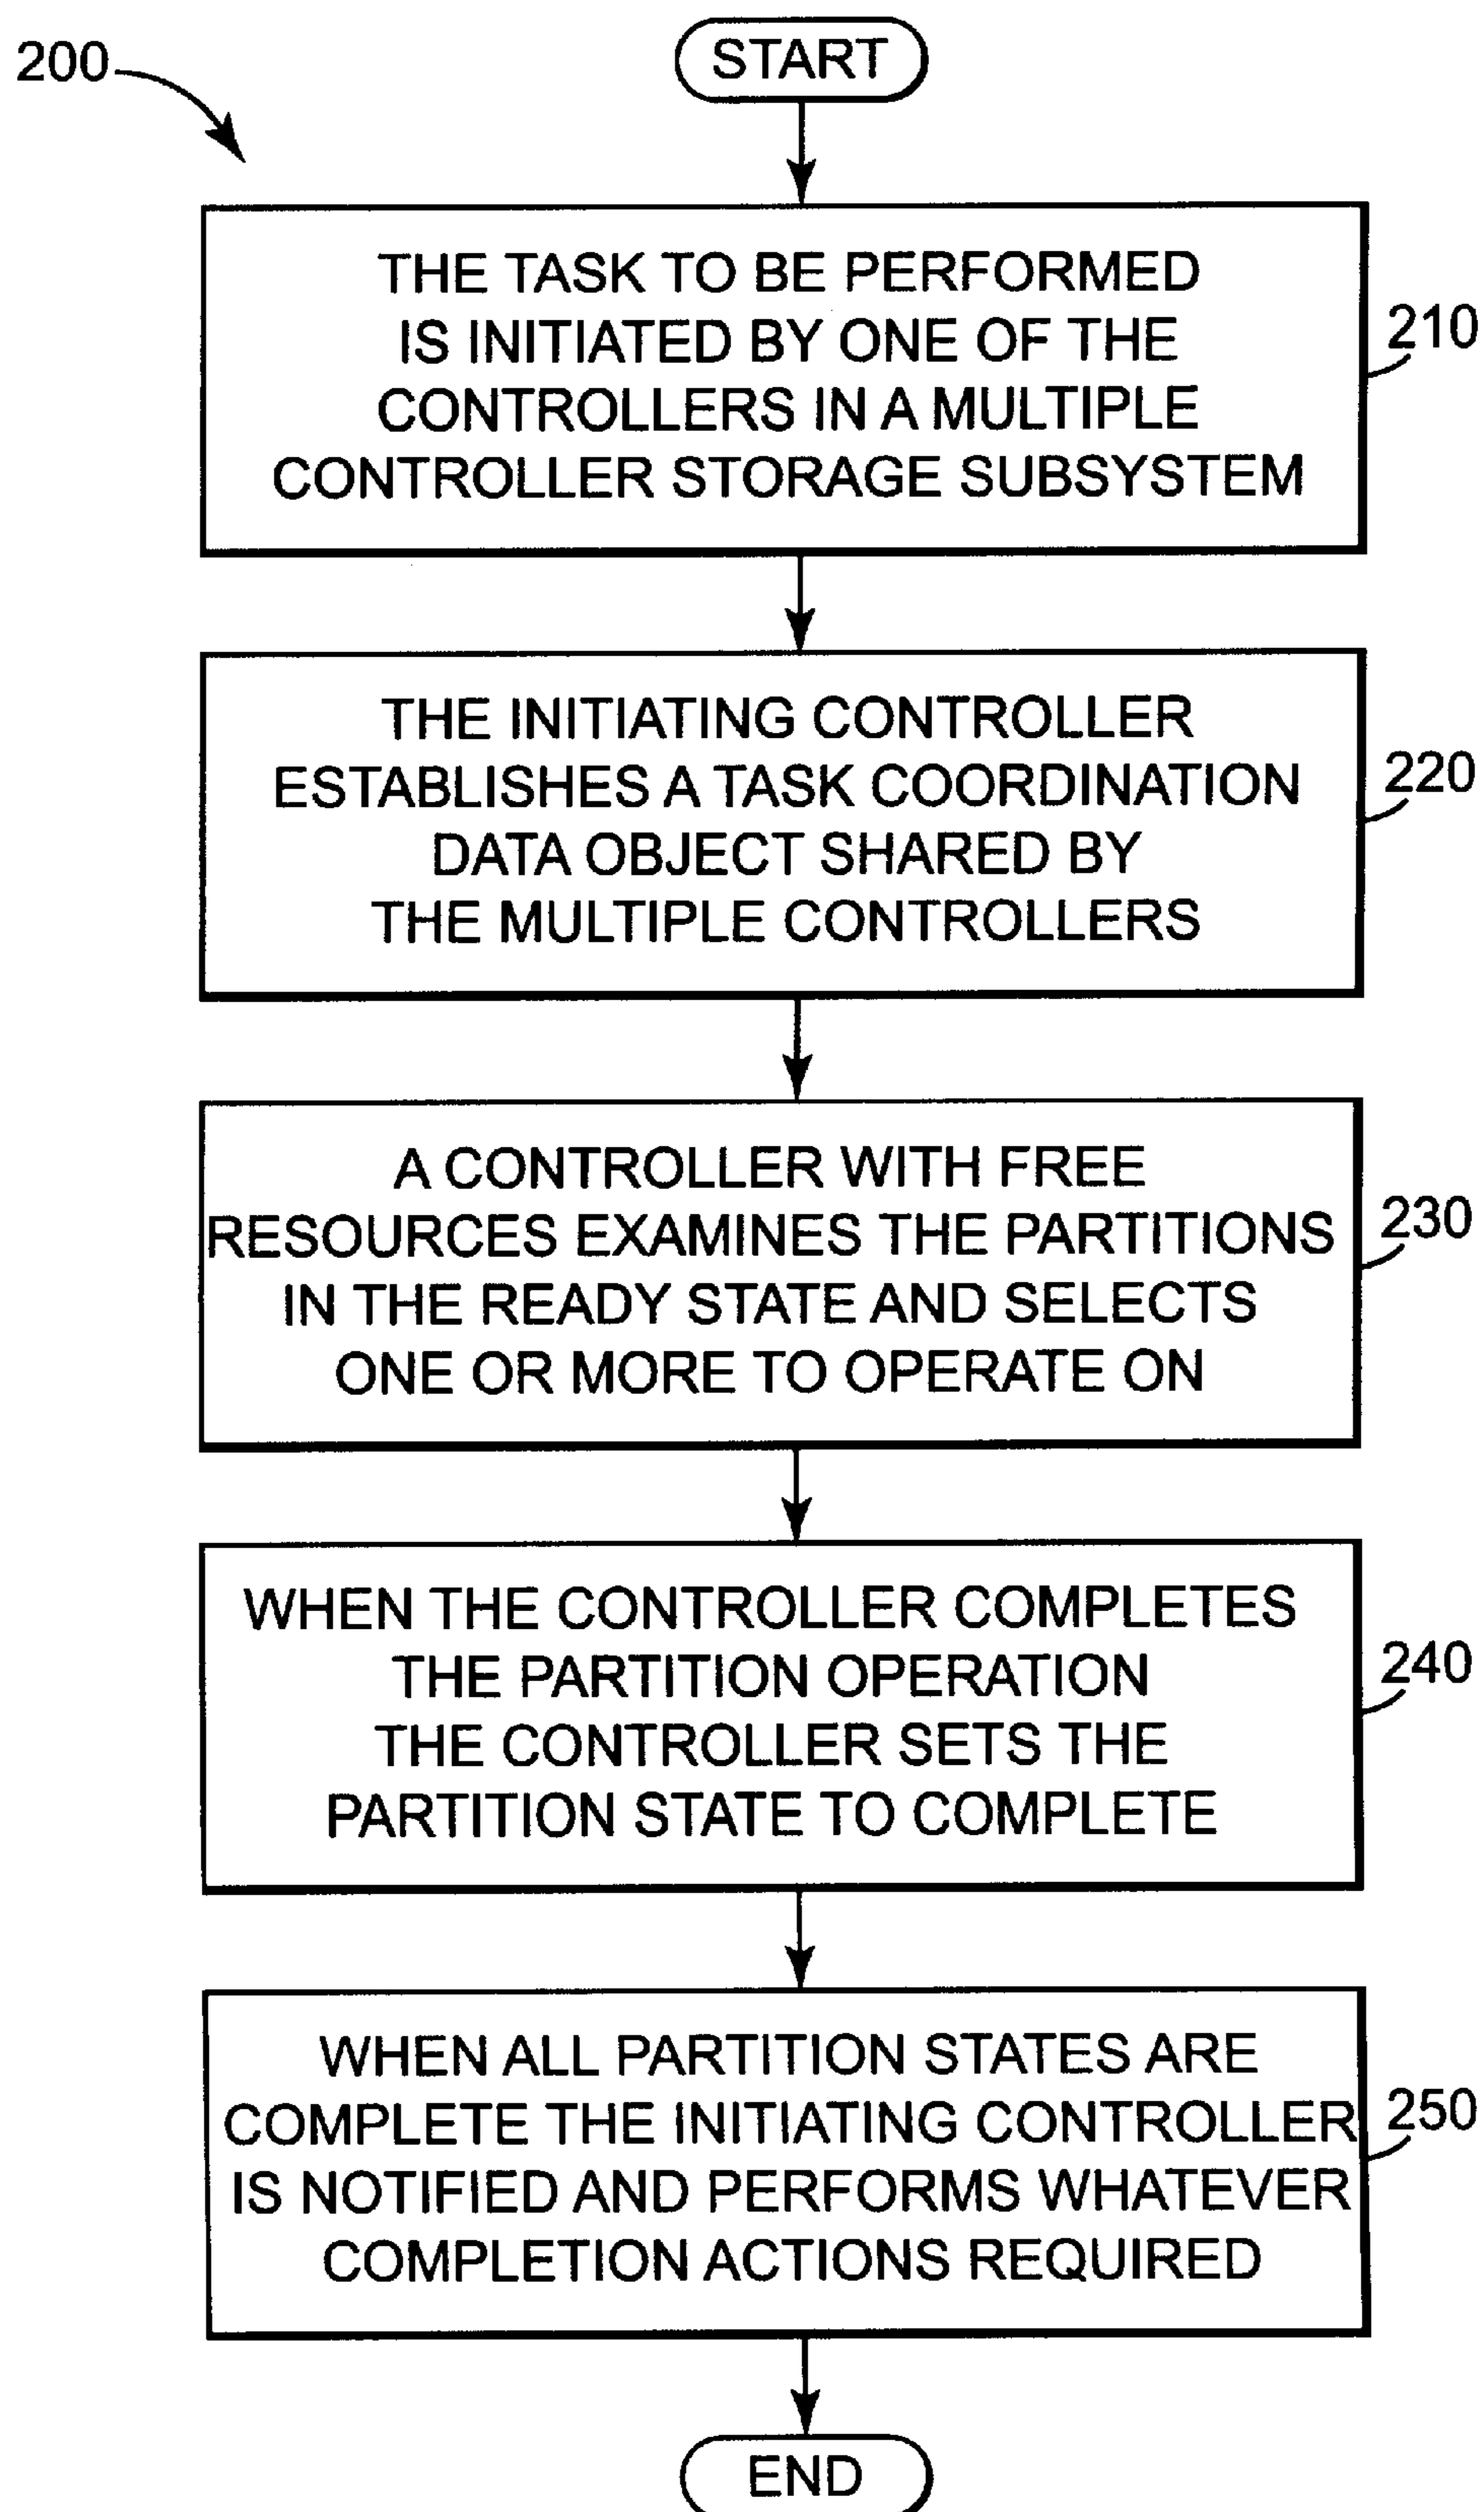 200
START
THE TASK TO BE PERFORMED
IS INITIATED BY ONE OF THE
CONTROLLERS IN A MULTIPLE
CONTROLLER STORAGE SUBSYSTEM
210
THE INITIATING CONTROLLER
ESTABLISHES A TASK COORDINATION
DATA OBJECT SHARED BY
THE MULTIPLE CONTROLLERS
220
A CONTROLLER WITH FREE
RESOURCES EXAMINES THE PARTITIONS
IN THE READY STATE AND SELECTS
ONE OR MORE TO OPERATE ON
230
WHEN THE CONTROLLER COMPLETES
THE PARTITION OPERATION
THE CONTROLLER SETS THE
PARTITION STATE TO COMPLETE
240
WHEN ALL PARTITION STATES ARE
COMPLETE THE INITIATING CONTROLLER
IS NOTIFIED AND PERFORMS WHATEVER
COMPLETION ACTIONS REQUIRED
250
END